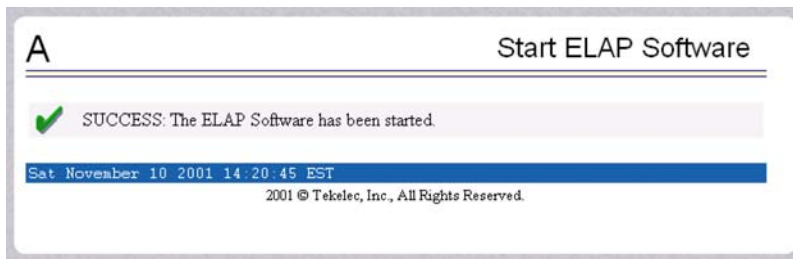 A
Start ELAP Software
SUCCESS: The ELAP Software has been started.
Sat November 10 2001 14:20:45 EST
2001 © Tekelec, Inc., All Rights Reserved.